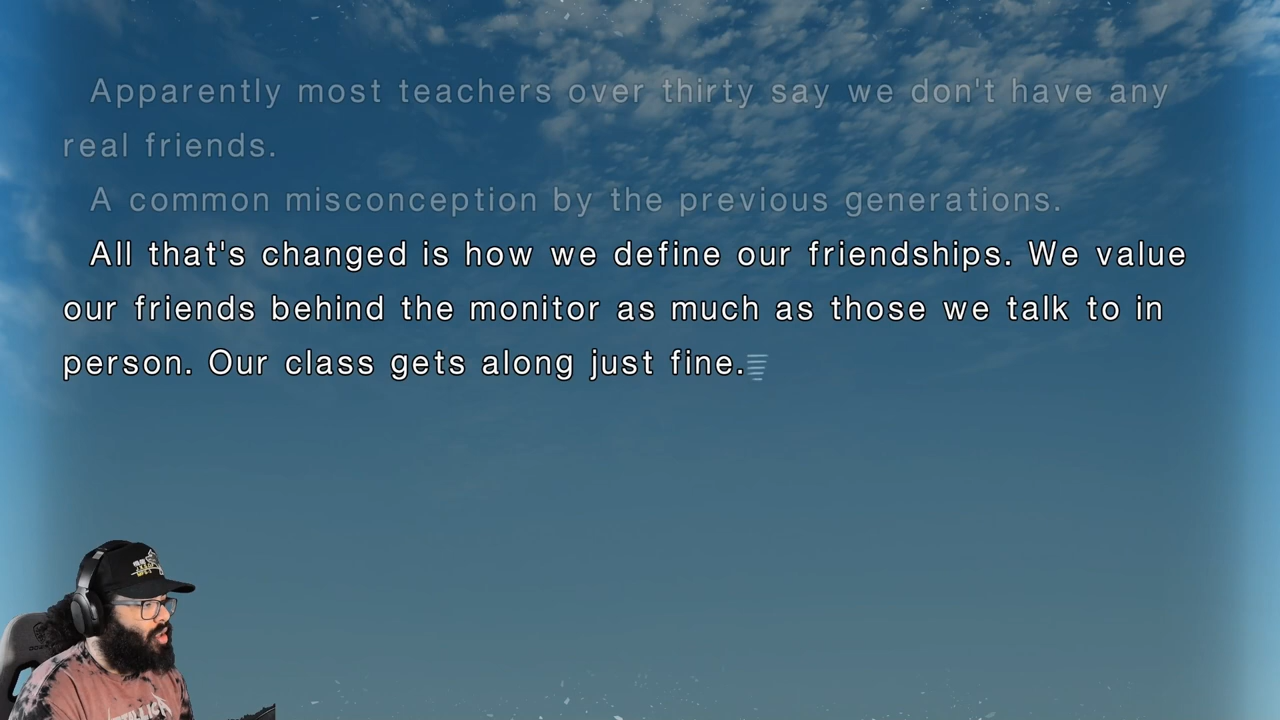 Apparently most teachers over thirty say we don't have any
real friends.
A common misconception by the previous generations.
All that's changed is how we define our friendships. We value
our friends behind the monitor as much as those we talk to in
person. Our class gets along just fine.